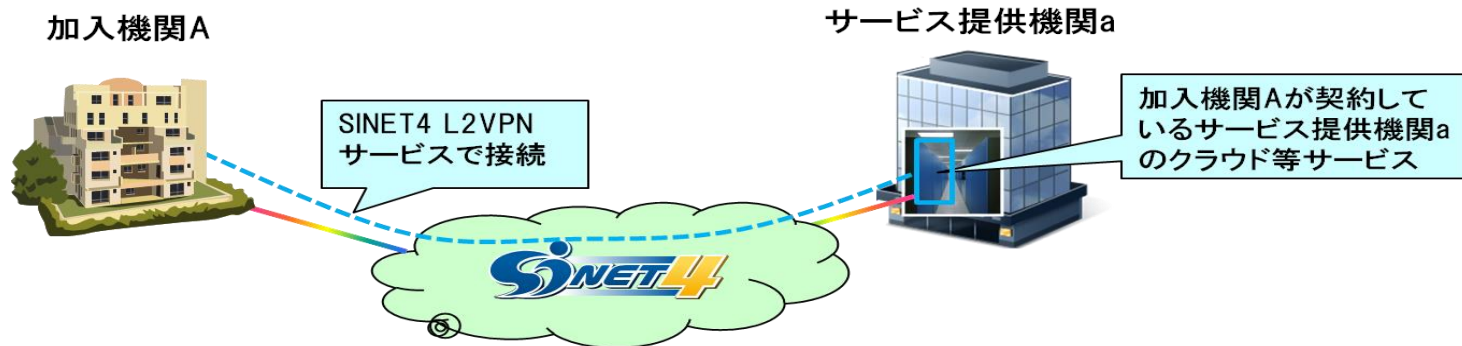 加入機関A
サービス提供機関a
SINET4 L2VPN
サービスで接続
加入機関Aが契約して
いるサービス提供機関a
のクラウド等サービス
SiNET4